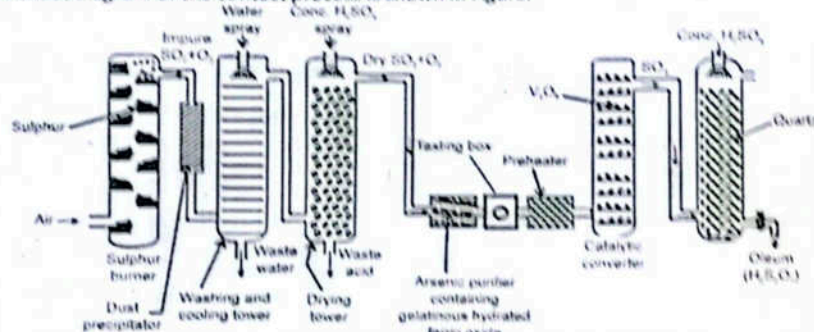 Impure
SO₂+O₂
Water
spray
Conc. H₂SO₄
spray
Dry SO₂+O₂
Sulphur
Air
Sulphur
burner
Dust
precipitator
Waste
water
Washing and
cooling tower
Waste
acid
Drying
tower
Testing box
Preheater
Arsenic purifier
containing
gelatinous hydrated
ferric oxide
V₂O₅
SO₃
Catalytic
converter
Conc. H₂SO₄
Quartz
Oleum
(H₂S₂O₇)